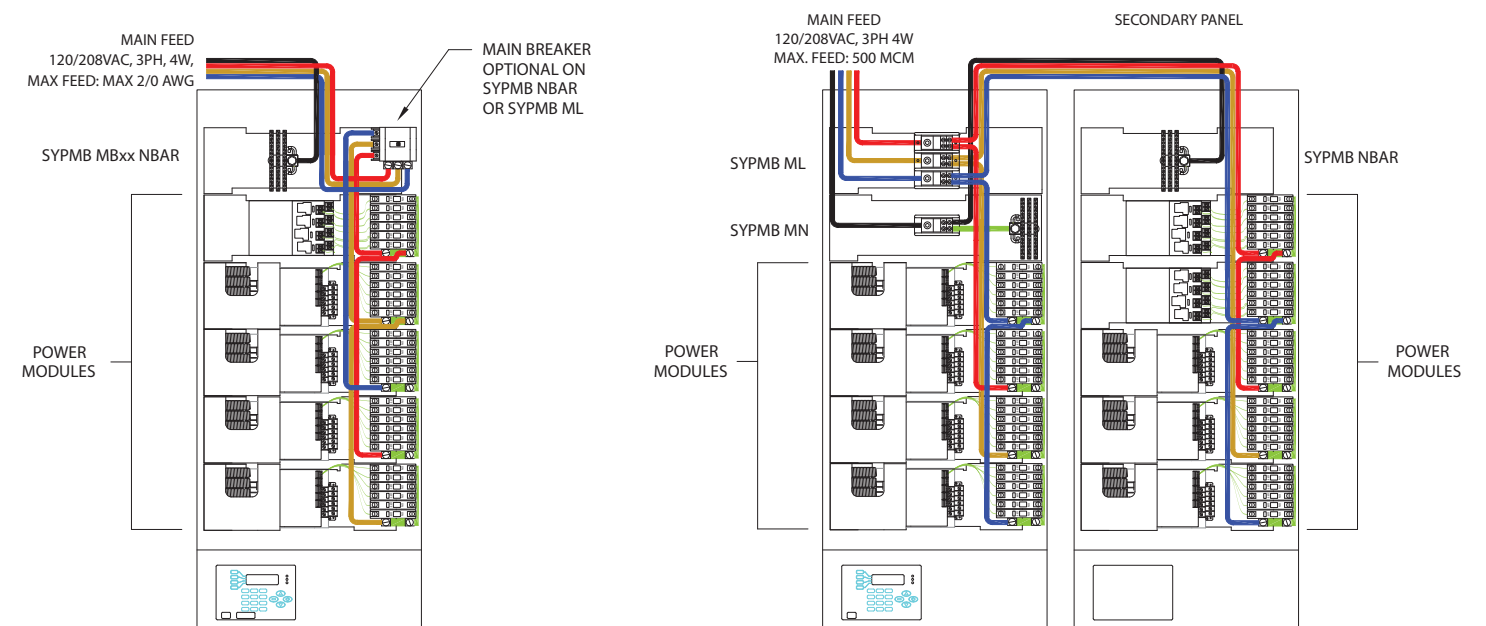 MAIN FEED
120/208VAC, 3PH, 4W,
MAX FEED: MAX 2/0 AWG
MAIN BREAKER
OPTIONAL ON
SYPMB NBAR
OR SYPMB ML
SYPMB MBxx NBAR
POWER
MODULES
MAIN FEED
120/208VAC, 3PH 4W
MAX. FEED: 500 MCM
SECONDARY PANEL
SYPMB ML
SYPMB MN
SYPMB NBAR
POWER
MODULES
POWER
MODULES